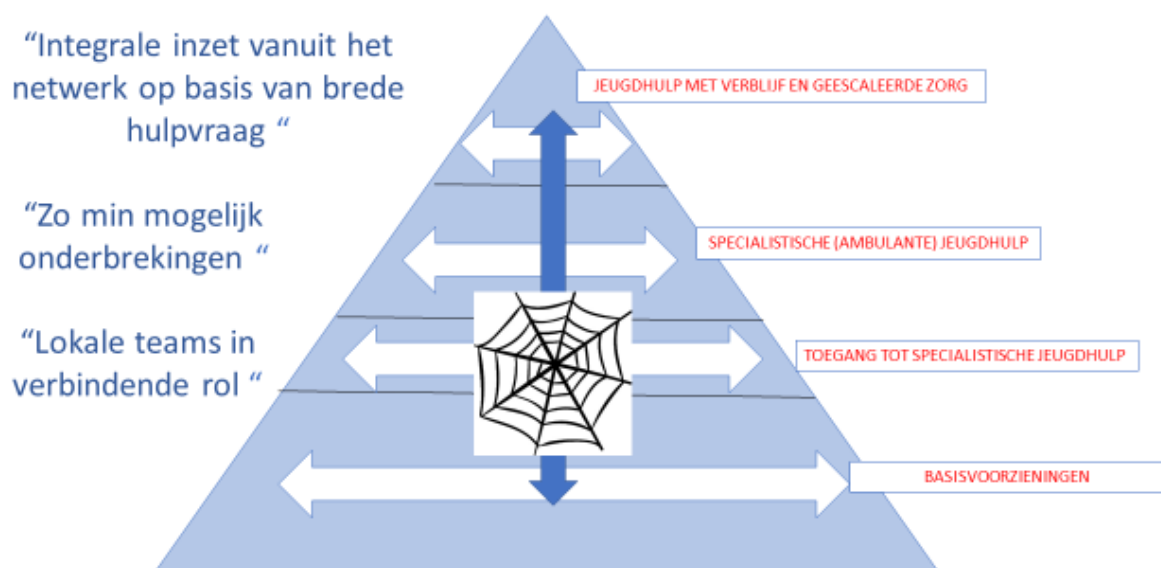 “Integrale inzet vanuit het
netwerk op basis van brede
hulpvraag “
JEUGDHULP MET VERBLIJF EN GEESCALEERDE ZORG
“Zo min mogelijk
onderbrekingen “
SPECIALISTISCHE (AMBULANTE) JEUGDHULP
“Lokale teams in
verbindende rol “
TOEGANG TOT SPECIALISTISCHE JEUGDHULP
BASISVOORZIENINGEN